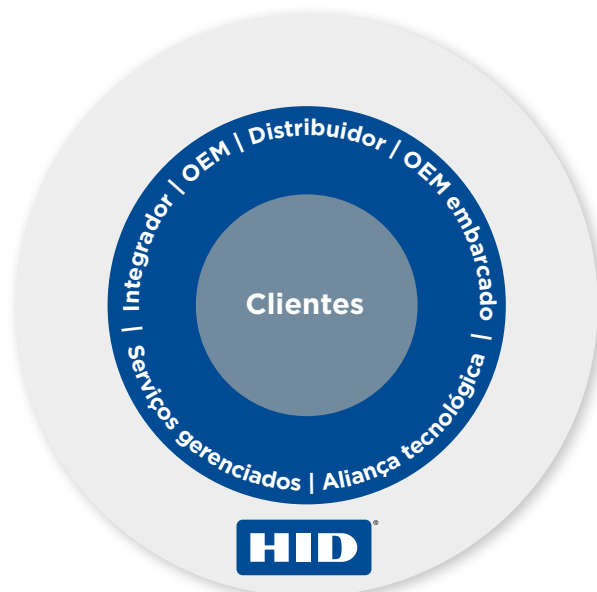 Integrador | OEM | Distribuidor | OEM embarcado |
Serviços gerenciados | Aliança tecnológica |
Clientes
HID®